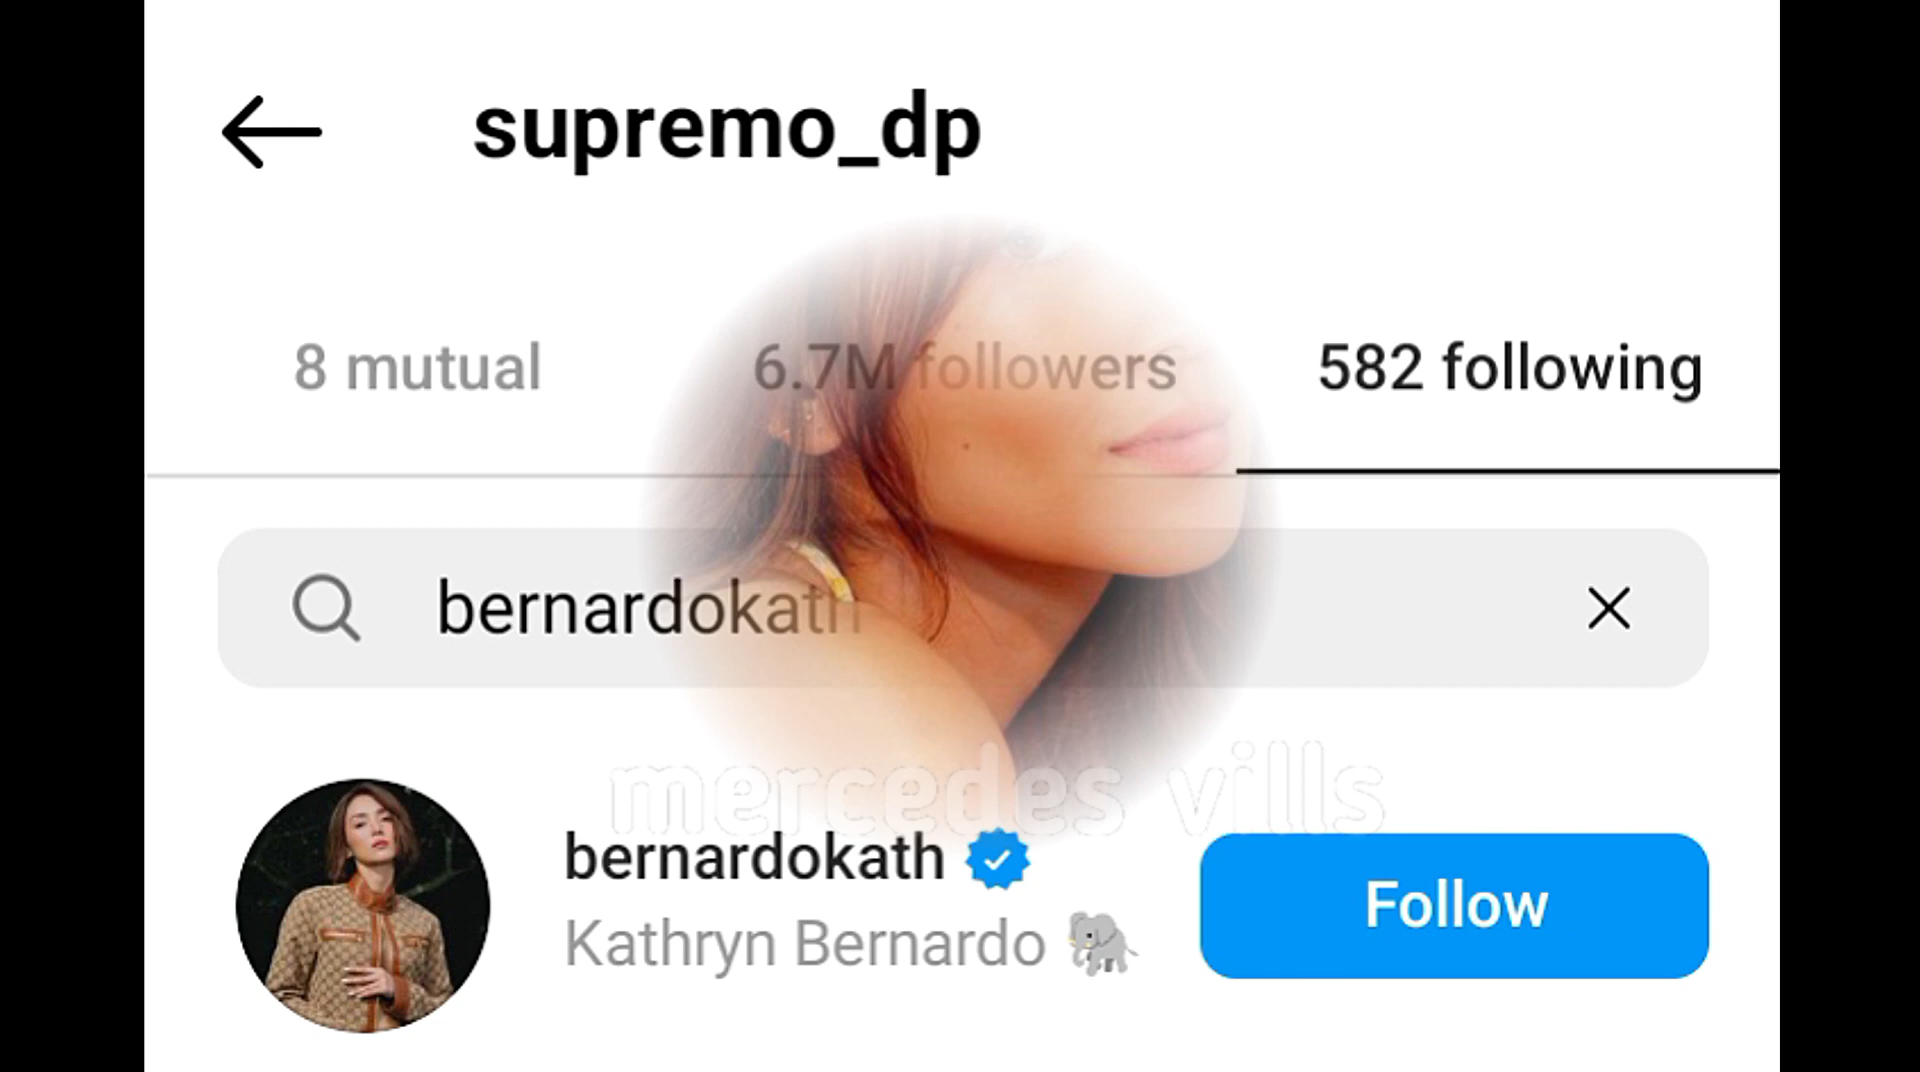 supremo_dp
8 mutual 6.7M followers 582 following
bernardokath
mercedes vills
bernardokath
Kathryn Bernardo 🐘
Follow